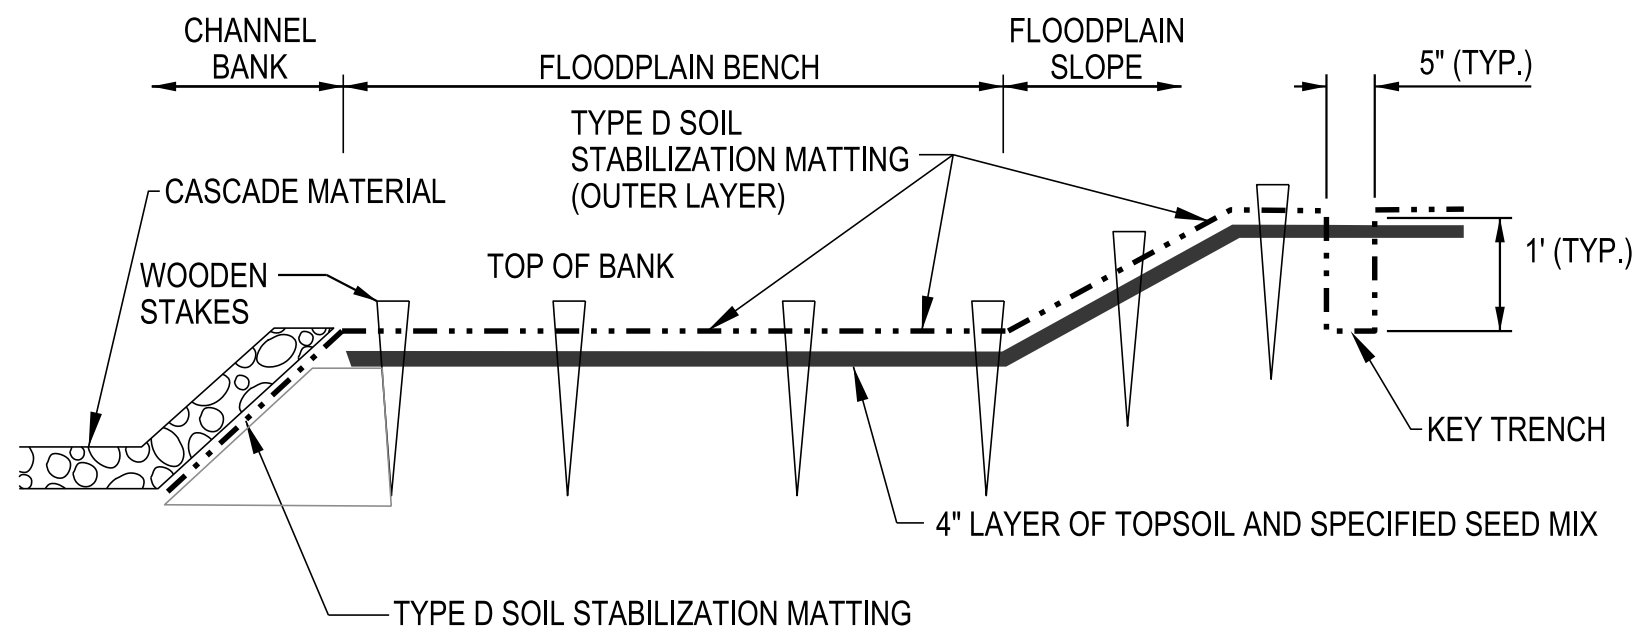 CHANNEL
BANK
FLOODPLAIN BENCH
FLOODPLAIN
SLOPE
5" (TYP.)
TYPE D SOIL
STABILIZATION MATTING
(OUTER LAYER)
CASCADE MATERIAL
WOODEN
STAKES
TOP OF BANK
1' (TYP.)
KEY TRENCH
4" LAYER OF TOPSOIL AND SPECIFIED SEED MIX
TYPE D SOIL STABILIZATION MATTING